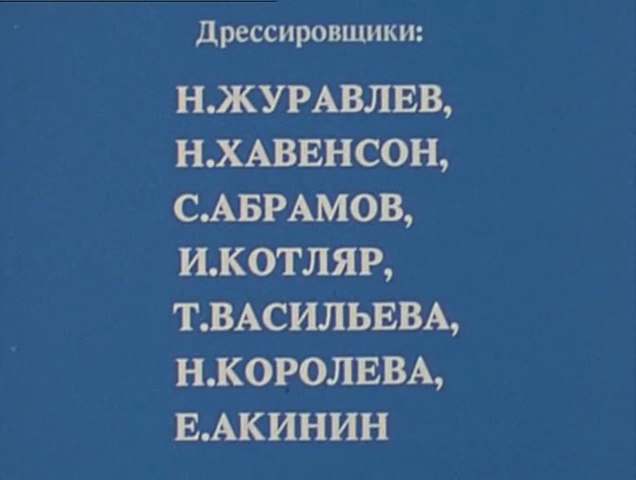 Дрессировщики:
Н.ЖУРАВЛЕВ,
Н.ХАВЕНСОН,
С.АБРАМОВ,
И.КОТЛЯР,
Т.ВАСИЛЬЕВА,
Н.КОРОЛЕВА,
Е.АКИНИН